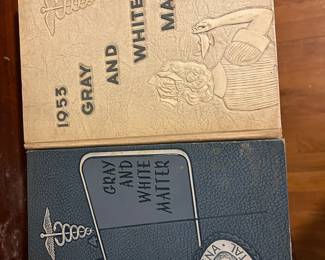 1953
GRAY
AND
WHITE
MA
GRAY
AND
WHITE
MATTER